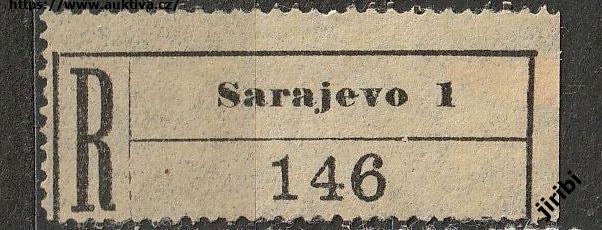 https://www.auktiva.cz/
R
Sarajevo 1
146
jiribi